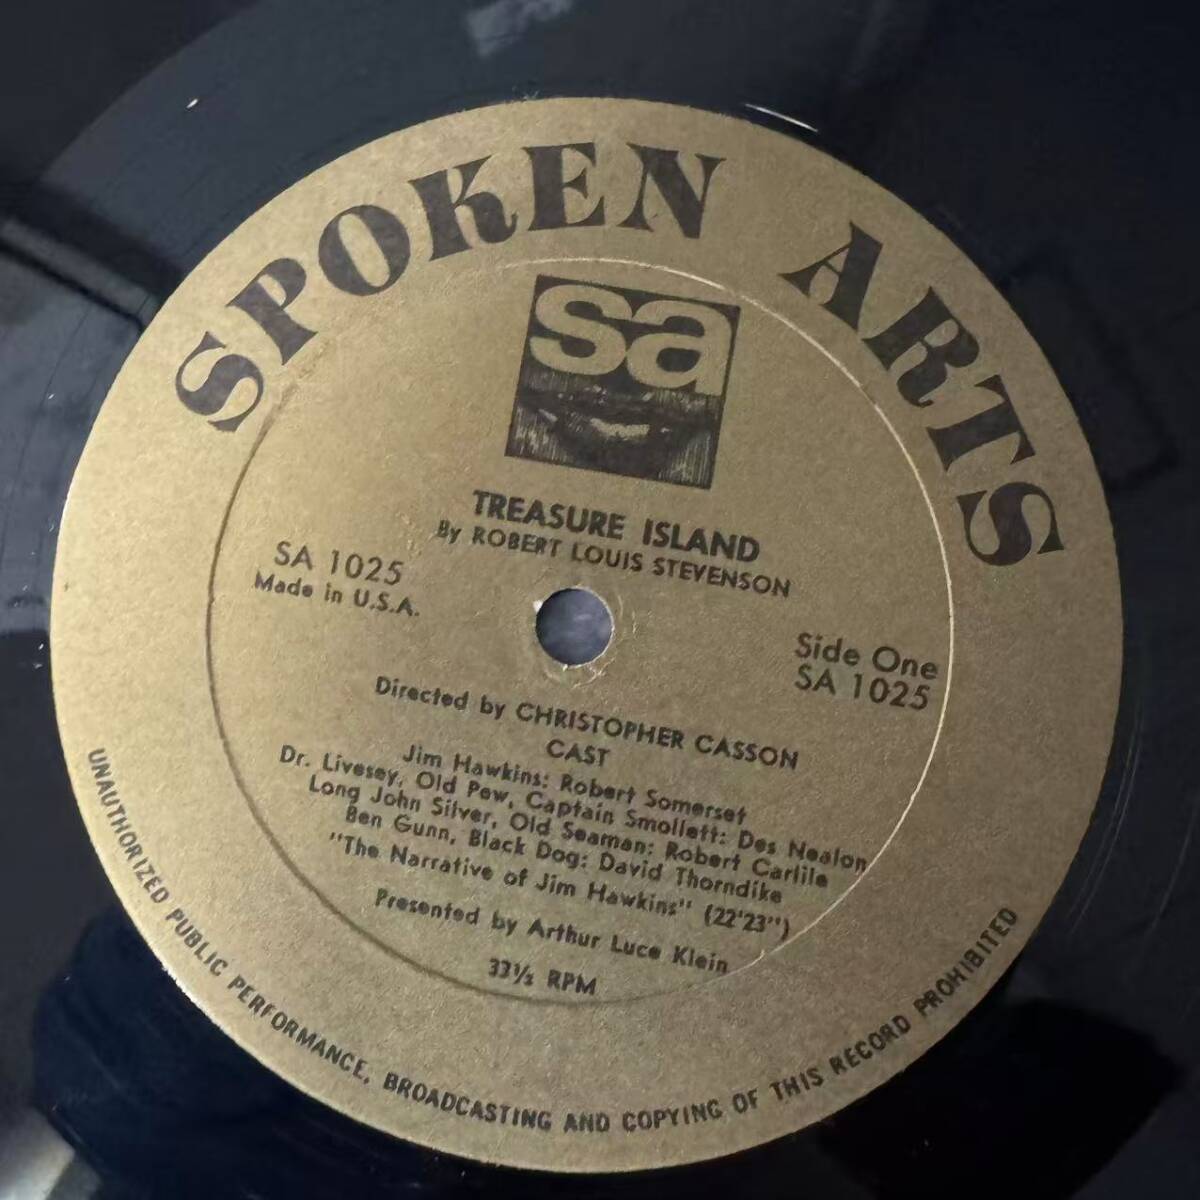 SPOKEN ARTS
sa
TREASURE ISLAND
By ROBERT LOUIS STEVENSON
SA 1025
Made in U.S.A.
Side One
SA 1025
Directed by CHRISTOPHER CASSON
CAST
Jim Hawkins: Robert Somerset
Dr. Livesey, Old Pew, Captain Smollett: Des Nealon
Long John Silver, Old Seaman: Robert Carlile
Ben Gunn, Black Dog: David Thorndike
"The Narrative of Jim Hawkins" (22'23")
Presented by Arthur Luce Klein
33⅓ RPM
UNAUTHORIZED PUBLIC PERFORMANCE, BROADCASTING AND COPYING OF THIS RECORD PROHIBITED